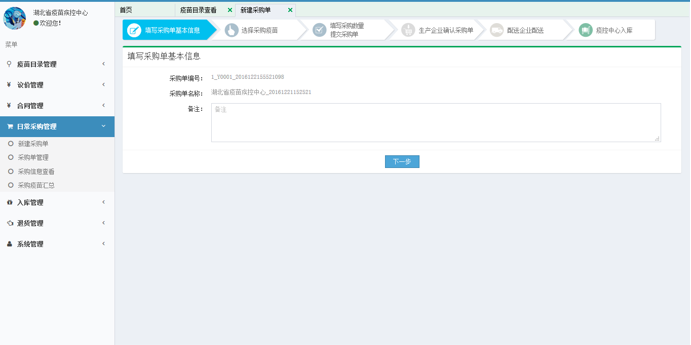 湖北省疫苗疾控中心
欢迎您!
菜单
疫苗目录管理
议价管理
合同管理
日常采购管理
新建采购单
采购单管理
采购信息查看
采购疫苗汇总
入库管理
退货管理
系统管理
首页
疫苗目录查看
新建采购单
填写采购单基本信息
选择采购疫苗
填写采购数量
提交采购单
生产企业确认采购单
配送企业配送
疫控中心入库
填写采购单基本信息
采购单编号:
采购单名称: 湖北省疫苗疾控中心_20161221152521
备注: 备注
下一步